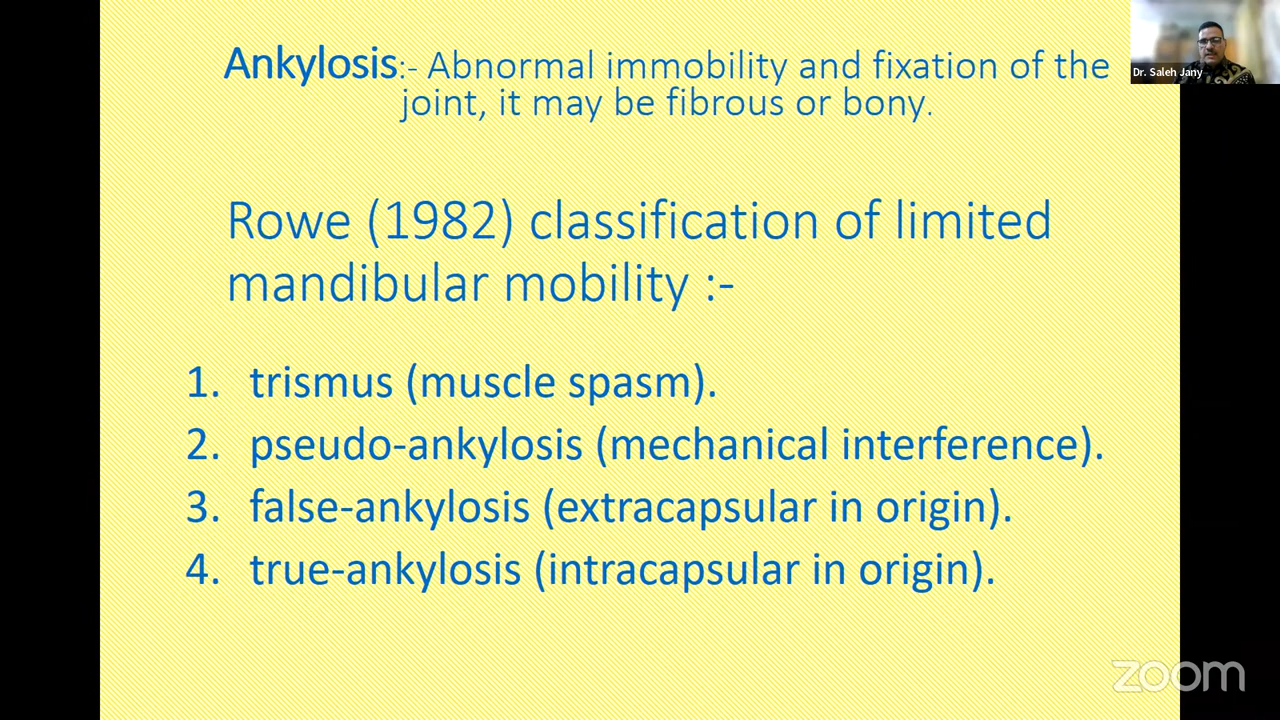 Ankylosis:- Abnormal immobility and fixation of the
joint, it may be fibrous or bony.
Dr. Saleh Jany
Rowe (1982) classification of limited
mandibular mobility :-
1. trismus (muscle spasm).
2. pseudo-ankylosis (mechanical interference).
3. false-ankylosis (extracapsular in origin).
4. true-ankylosis (intracapsular in origin).
zoom